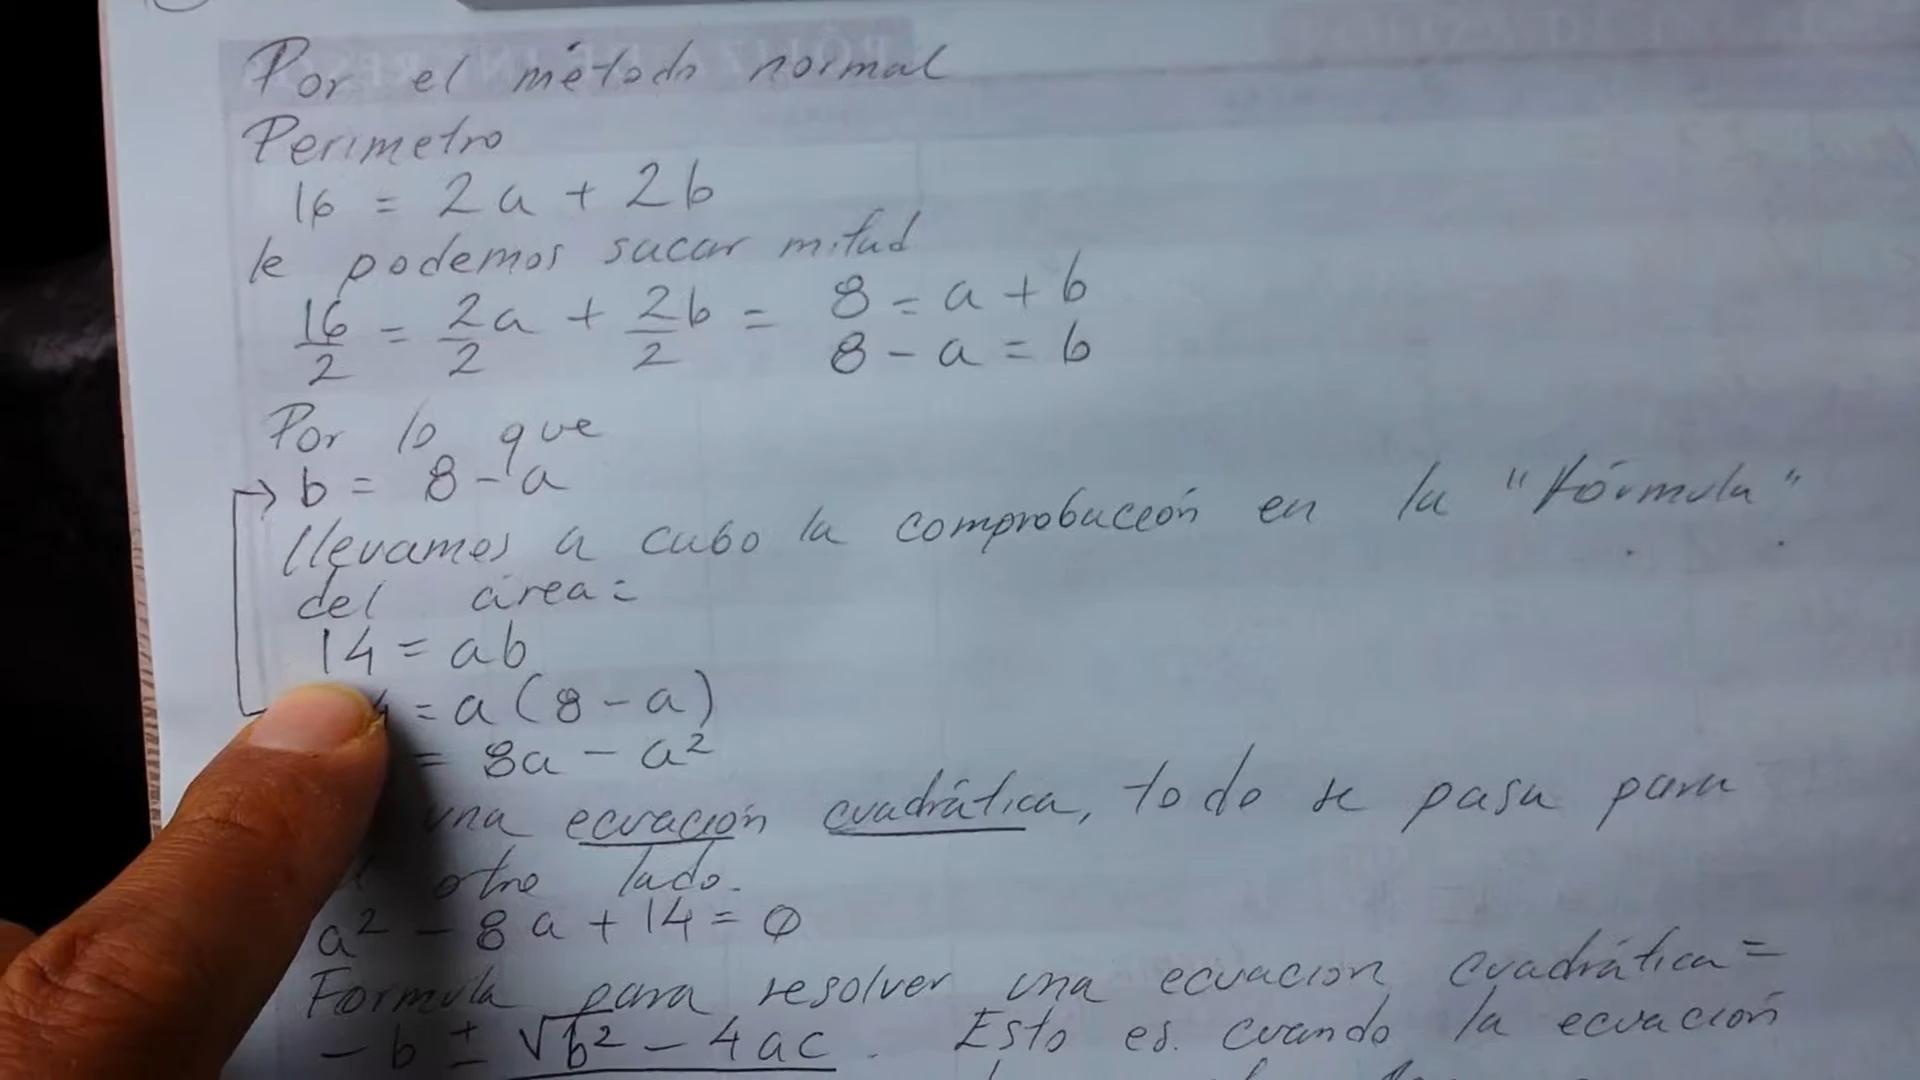 Por el método normal
Perimetro
16 = 2a + 2b
le podemos sacar mitad
16/2 = 2a/2 + 2b/2 = 8 = a + b
8 - a = b
Por lo que
b = 8 - a
llevamos a cabo la comprobación en la "fórmula"
del área:
14 = ab
4 = a(8 - a)
= 8a - a²
una ecuación cuadrática, todo se pasa para
otro lado.
a² - 8a + 14 = 0
Formula para resolver una ecuación cuadrática =
-b ± √b² - 4ac. Esto es cuando la ecuación